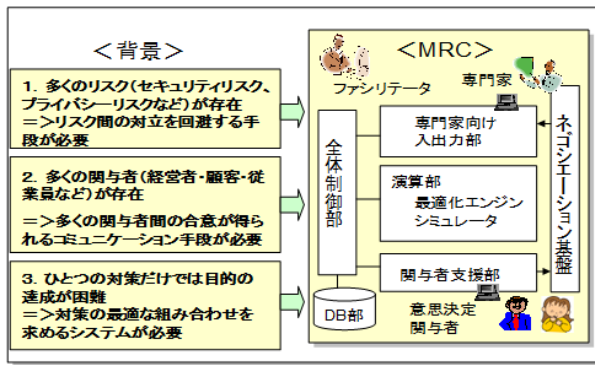 ＜背景＞
1. 多くのリスク(セキュリティリスク、
プライバシーリスクなど)が存在
=>リスク間の対立を回避する手
段が必要
2. 多くの関与者(経営者・顧客・従
業員など)が存在
=>多くの関与者間の合意が得ら
れるコミュニケーション手段が必要
3. ひとつの対策だけでは目的の
達成が困難
=>対策の最適な組み合わせを
求めるシステムが必要
＜MRC＞
ファシリテータ
専門家
全体制御部
専門家向け
入出力部
演算部
最適化エンジン
シミュレータ
関与者支援部
DB部
意思決定
関与者
ネゴシエーション基盤